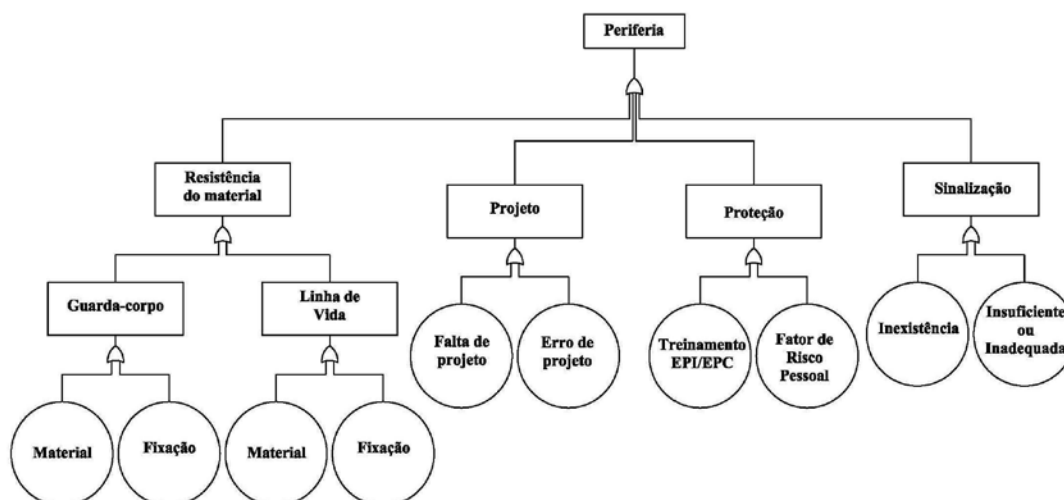 Periferia
Resistência
do material
Projeto
Proteção
Sinalização
Guarda-corpo
Linha de
Vida
Falta de
projeto
Erro de
projeto
Treinamento
EPI/EPC
Fator de
Risco
Pessoal
Inexistência
Insuficiente
ou
Inadequada
Material
Fixação
Material
Fixação